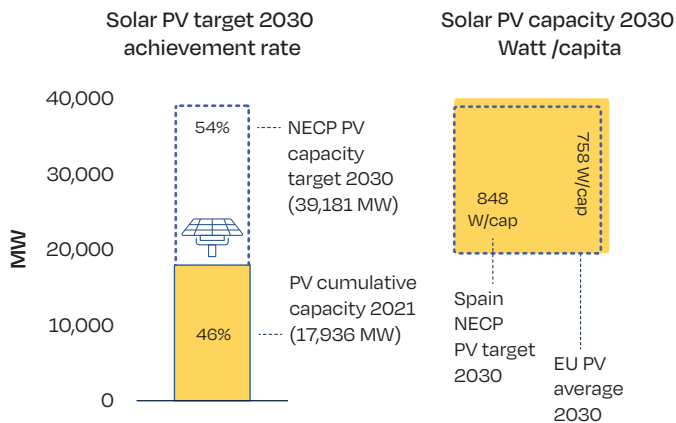 Solar PV target 2030
achievement rate
40,000
30,000
20,000
10,000
0
MW
54%
46%
NECP PV
capacity
target 2030
(39,181 MW)
PV cumulative
capacity 2021
(17,936 MW)
Solar PV capacity 2030
Watt /capita
848
W/cap
758 W/cap
Spain
NECP
PV target
2030
EU PV
average
2030